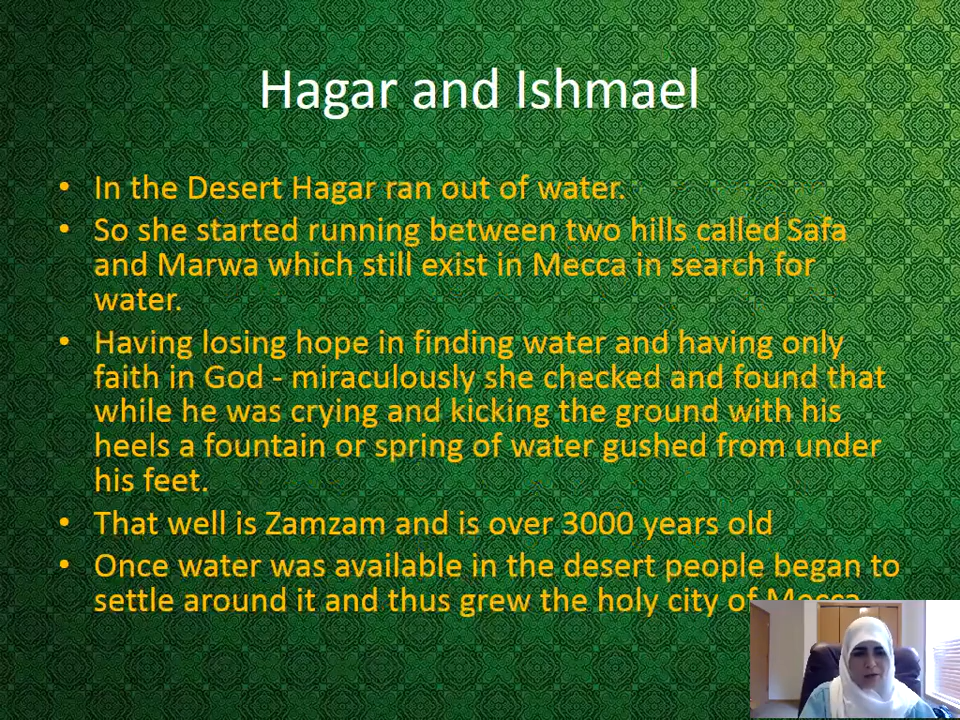 Hagar and Ishmael
• In the Desert Hagar ran out of water.
• So she started running between two hills called Safa
and Marwa which still exist in Mecca in search for
water.
• Having losing hope in finding water and having only
faith in God - miraculously she checked and found that
while he was crying and kicking the ground with his
heels a fountain or spring of water gushed from under
his feet.
• That well is Zamzam and is over 3000 years old
• Once water was available in the desert people began to
settle around it and thus grew the holy city of Mecca